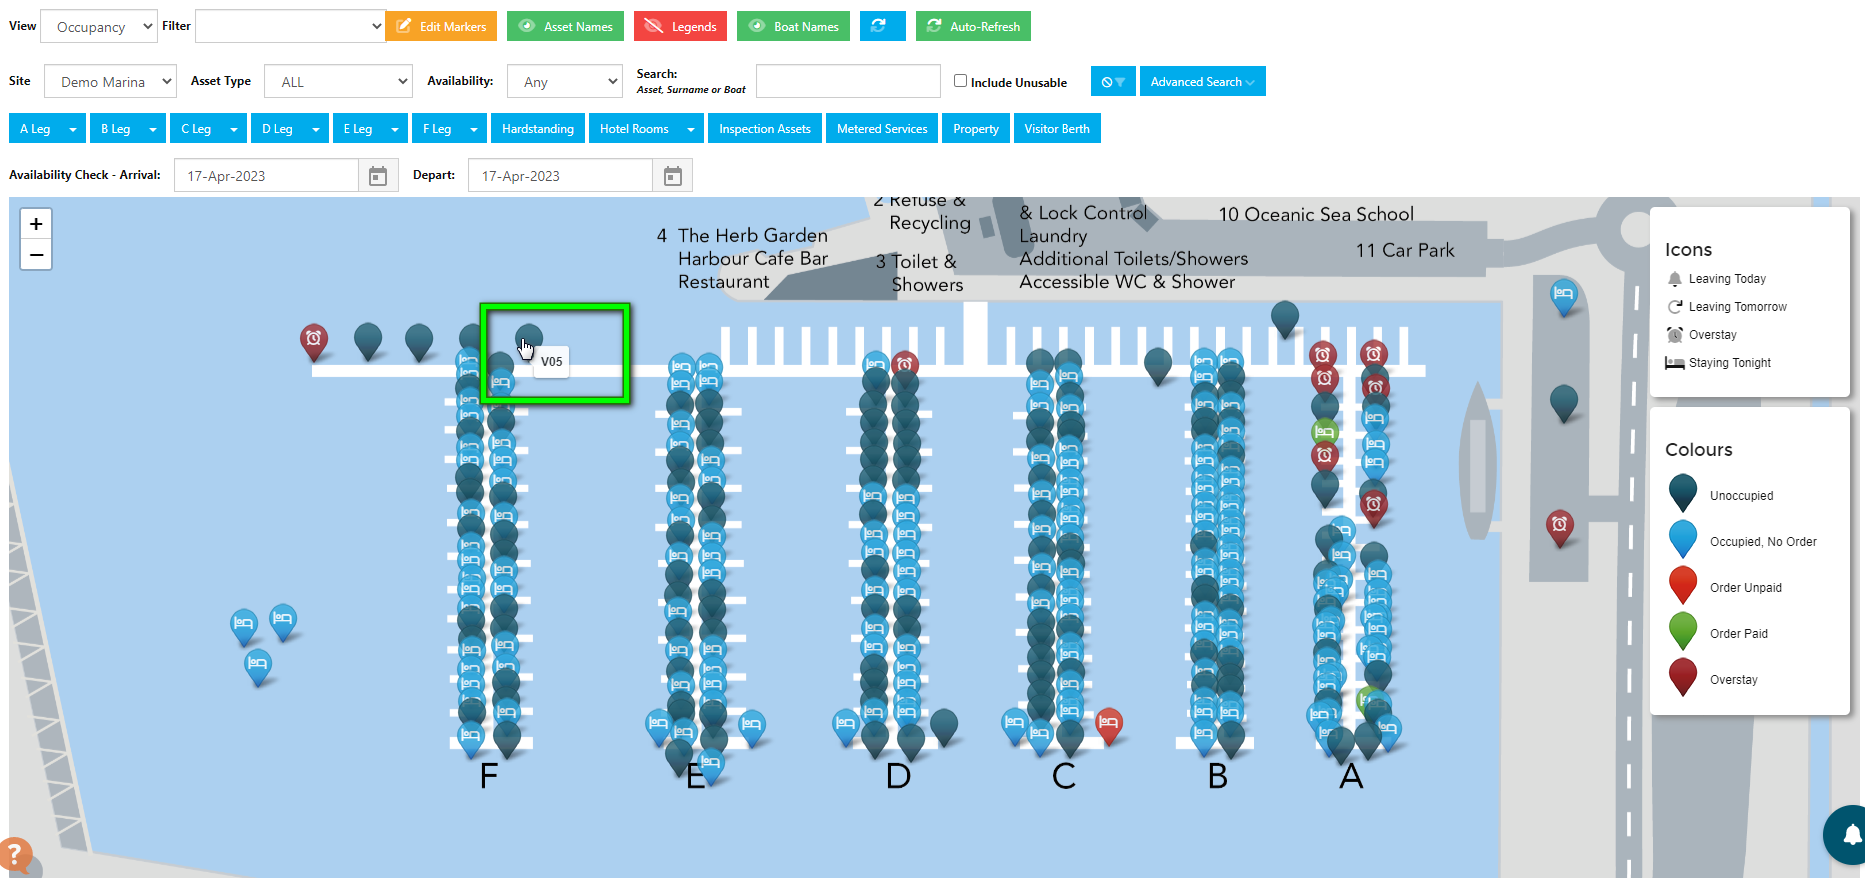 View Occupancy Filter Edit Markers Asset Names Legends Boat Names Auto-Refresh
Site Demo Marina Asset Type ALL Availability: Any Search: Asset, Surname or Boat Include Unusable Advanced Search
A Leg B Leg C Leg D Leg E Leg F Leg Hardstanding Hotel Rooms Inspection Assets Metered Services Property Visitor Berth
Availability Check - Arrival: 17-Apr-2023 Depart: 17-Apr-2023
+
−
4 The Herb Garden
Harbour Cafe Bar
Restaurant
2 Refuse &
Recycling
3 Toilet &
Showers
& Lock Control
Laundry
Additional Toilets/Showers
Accessible WC & Shower
10 Oceanic Sea School
11 Car Park
V05
Icons
Leaving Today
Leaving Tomorrow
Overstay
Staying Tonight
Colours
Unoccupied
Occupied, No Order
Order Unpaid
Order Paid
Overstay
F E D C B A
?